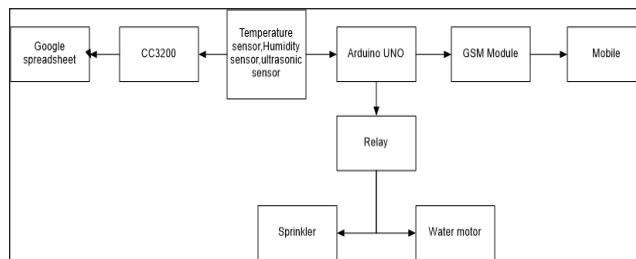 Google
spreadsheet
CC3200
Temperature
sensor,Humidity
sensor,ultrasonic
sensor
Arduino UNO
GSM Module
Mobile
Relay
Sprinkler
Water motor